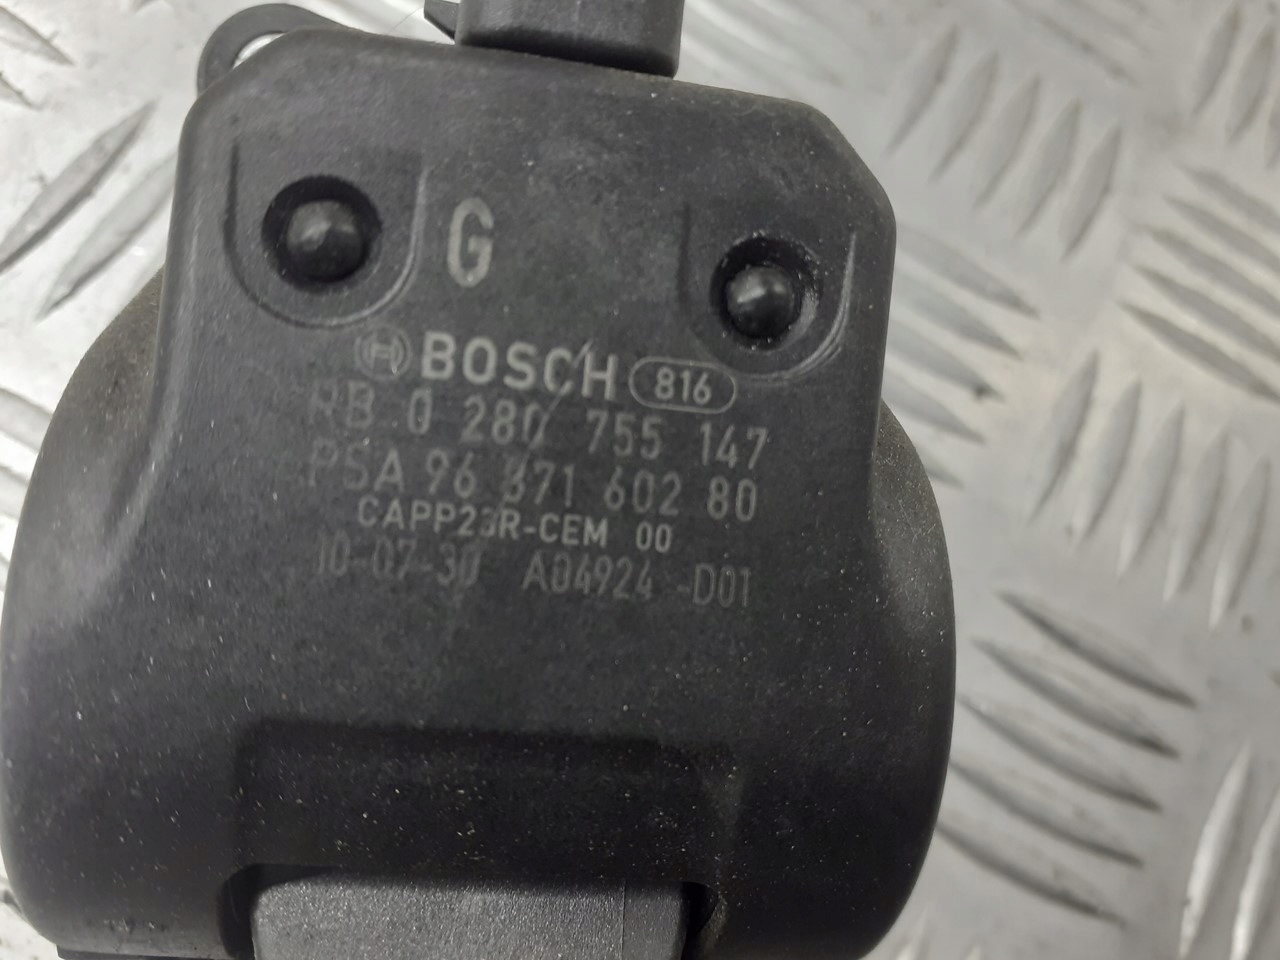 G
BOSCH 816
RB 0 280 755 147
PSA 96 371 602 80
CAPP23R-CEM 00
10-07-30 A04924 -D01